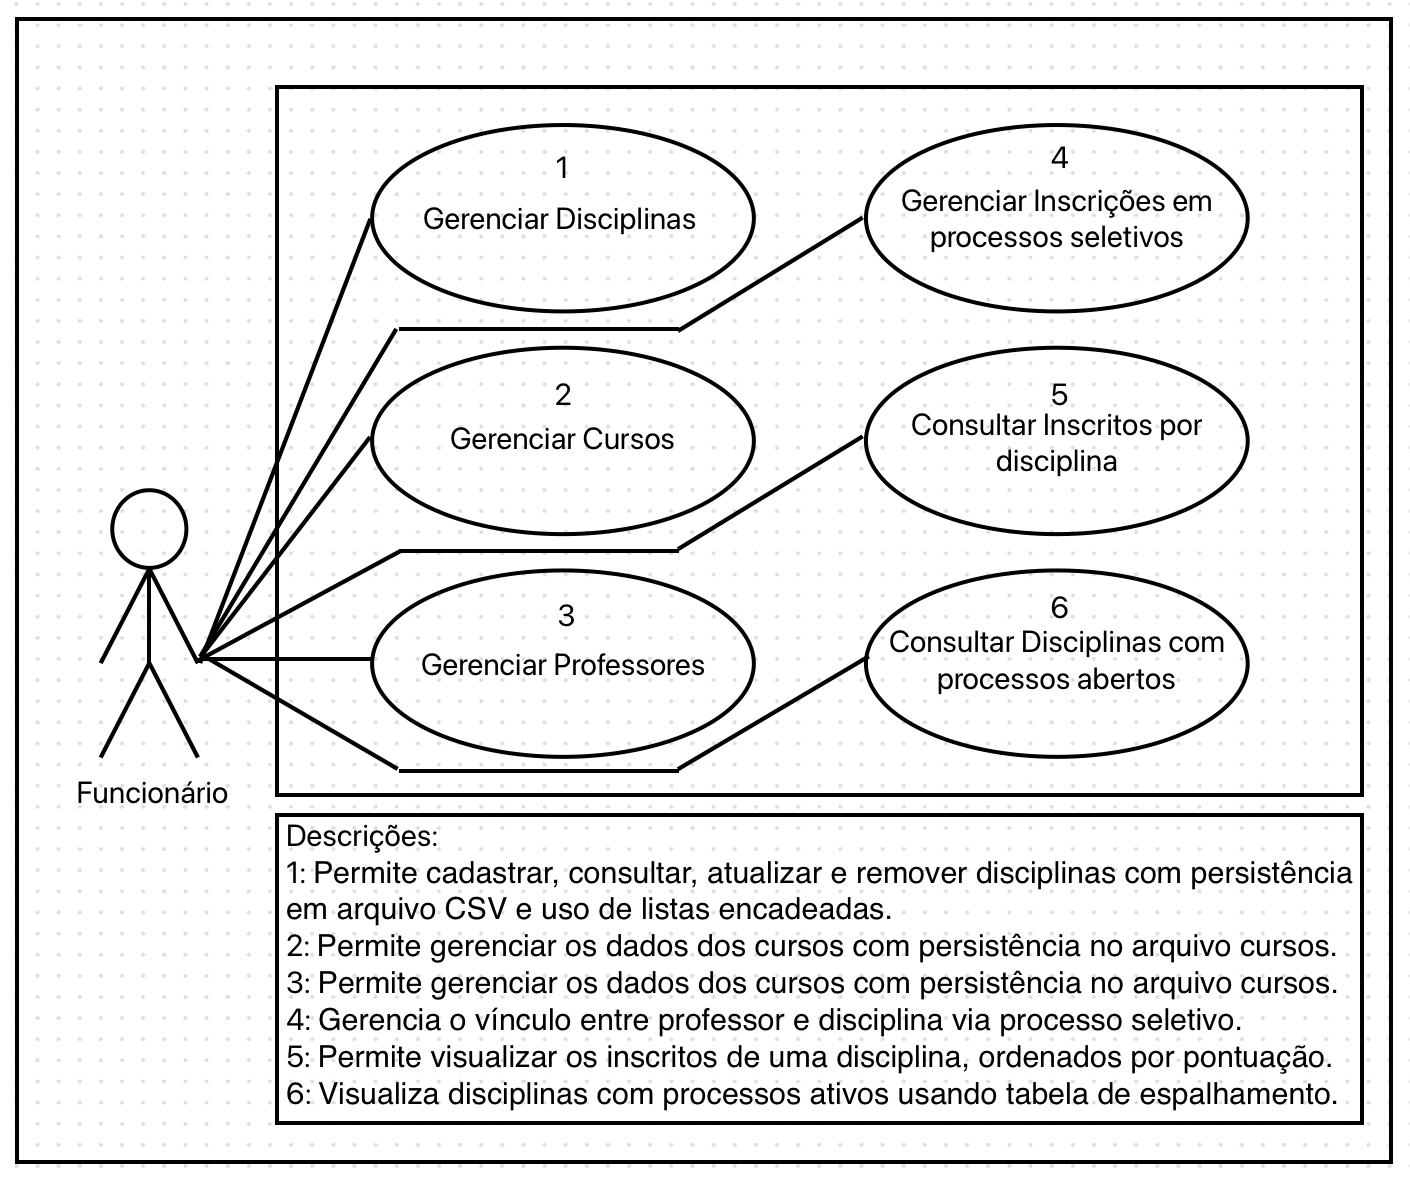 1
Gerenciar Disciplinas
4
Gerenciar Inscrições em
processos seletivos
2
Gerenciar Cursos
5
Consultar Inscritos por
disciplina
3
Gerenciar Professores
6
Consultar Disciplinas com
processos abertos
Funcionário
Descrições:
1: Permite cadastrar, consultar, atualizar e remover disciplinas com persistência
em arquivo CSV e uso de listas encadeadas.
2: Permite gerenciar os dados dos cursos com persistência no arquivo cursos.
3: Permite gerenciar os dados dos cursos com persistência no arquivo cursos.
4: Gerencia o vínculo entre professor e disciplina via processo seletivo.
5: Permite visualizar os inscritos de uma disciplina, ordenados por pontuação.
6: Visualiza disciplinas com processos ativos usando tabela de espalhamento.